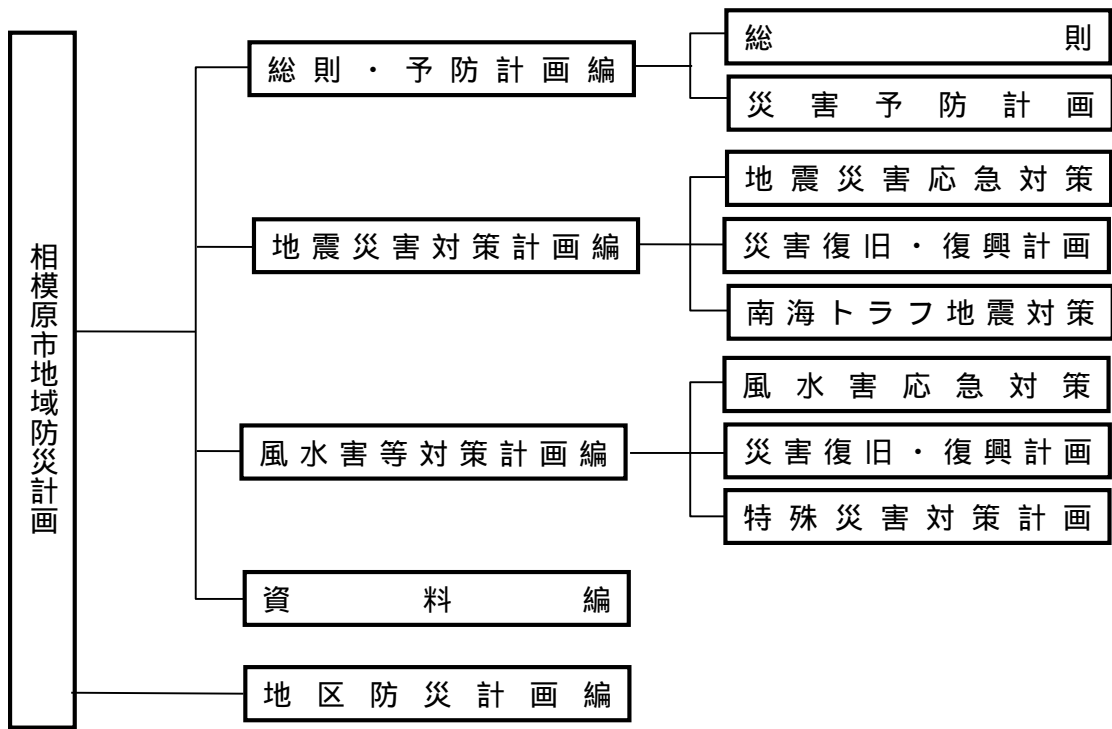 相模原市地域防災計画
総則・予防計画編
総則
災害予防計画
地震災害対策計画編
地震災害応急対策
災害復旧・復興計画
南海トラフ地震対策
風水害等対策計画編
風水害応急対策
災害復旧・復興計画
特殊災害対策計画
資料編
地区防災計画編